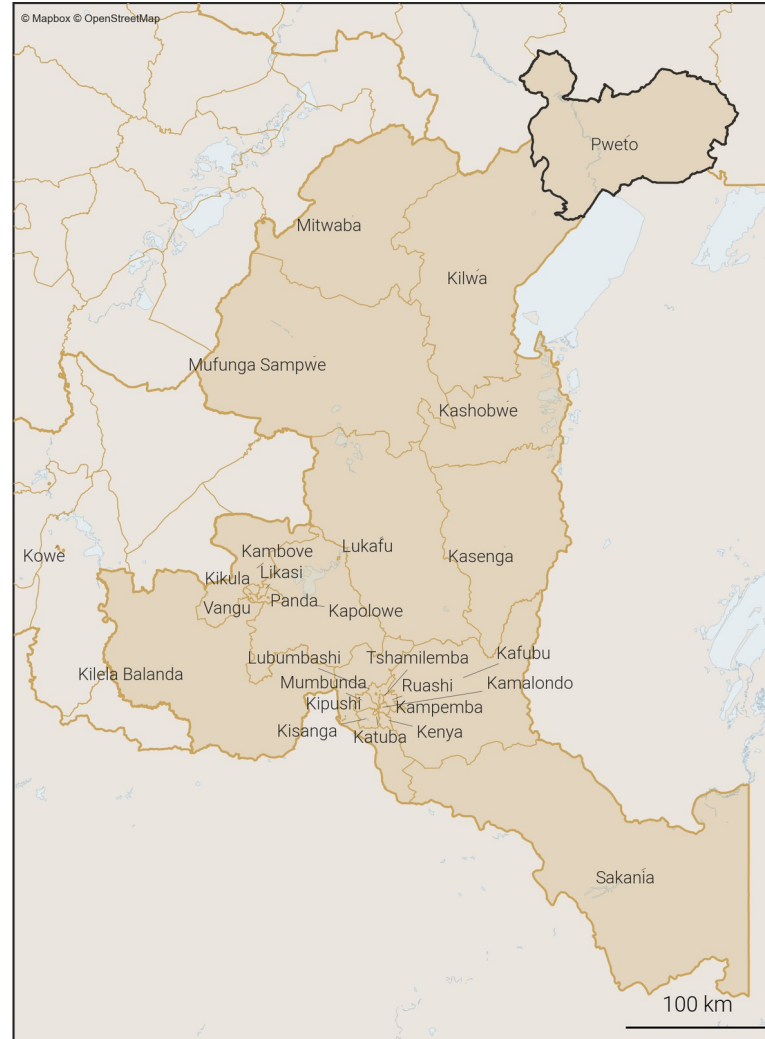 © Mapbox © OpenStreetMap
Pweto
Mitwaba
Kilwa
Mufunga Sampwe
Kashobwe
Kambove
Lukafu
Kowe
Kasenga
Likasi
Kikula
Panda
Vangu
Kapolowe
Lubumbashi
Tshamilemba
Kafubu
Kilela Balanda
Mumbunda
Ruashi
Kamalondo
Kipushi
Kampemba
Kisanga
Katuba
Kenya
Sakania
100 km